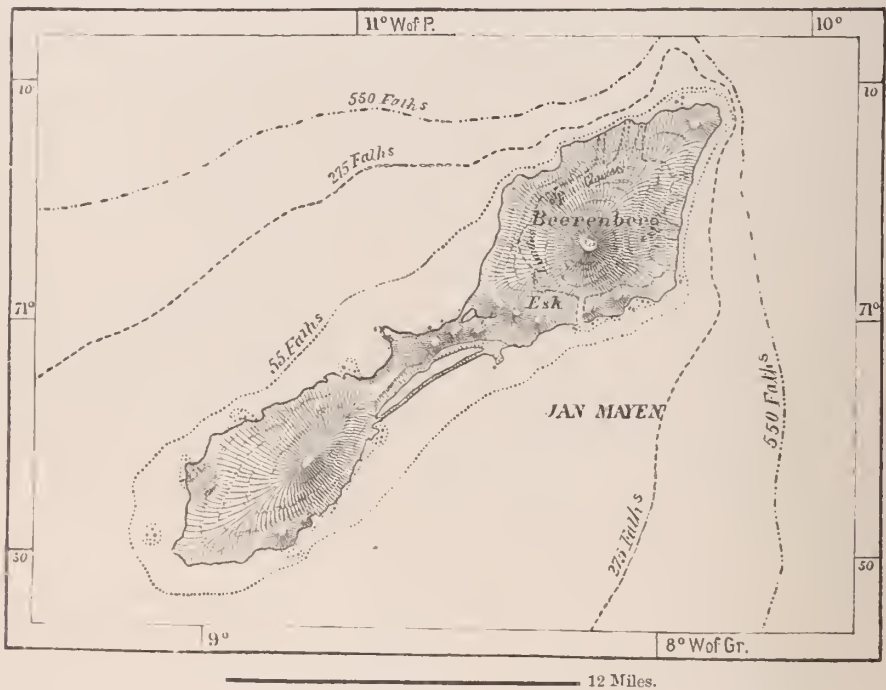 11° W of P.
10°
10
10
550 Faths
275 Faths
Beerenberg
Esk
71°
71°
55 Faths
JAN MAYEN
550 Faths
275 Faths
50
50
9°
8° W of Gr.
12 Miles.